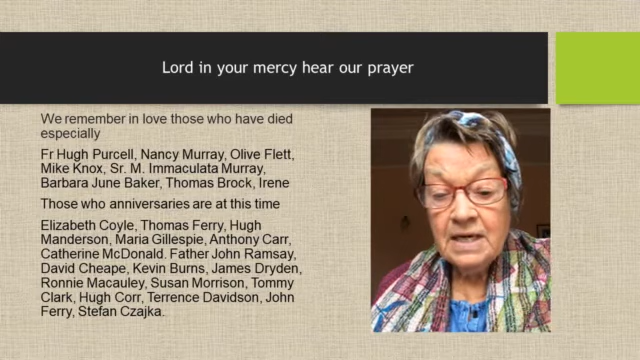 Lord in your mercy hear our prayer
We remember in love those who have died
especially
Fr Hugh Purcell, Nancy Murray, Olive Flett,
Mike Knox, Sr. M. Immaculata Murray,
Barbara June Baker, Thomas Brock, Irene
Those who anniversaries are at this time
Elizabeth Coyle, Thomas Ferry, Hugh
Manderson, Maria Gillespie, Anthony Carr,
Catherine McDonald. Father John Ramsay,
David Cheape, Kevin Burns, James Dryden,
Ronnie Macauley, Susan Morrison, Tommy
Clark, Hugh Corr, Terrence Davidson, John
Ferry, Stefan Czajka.